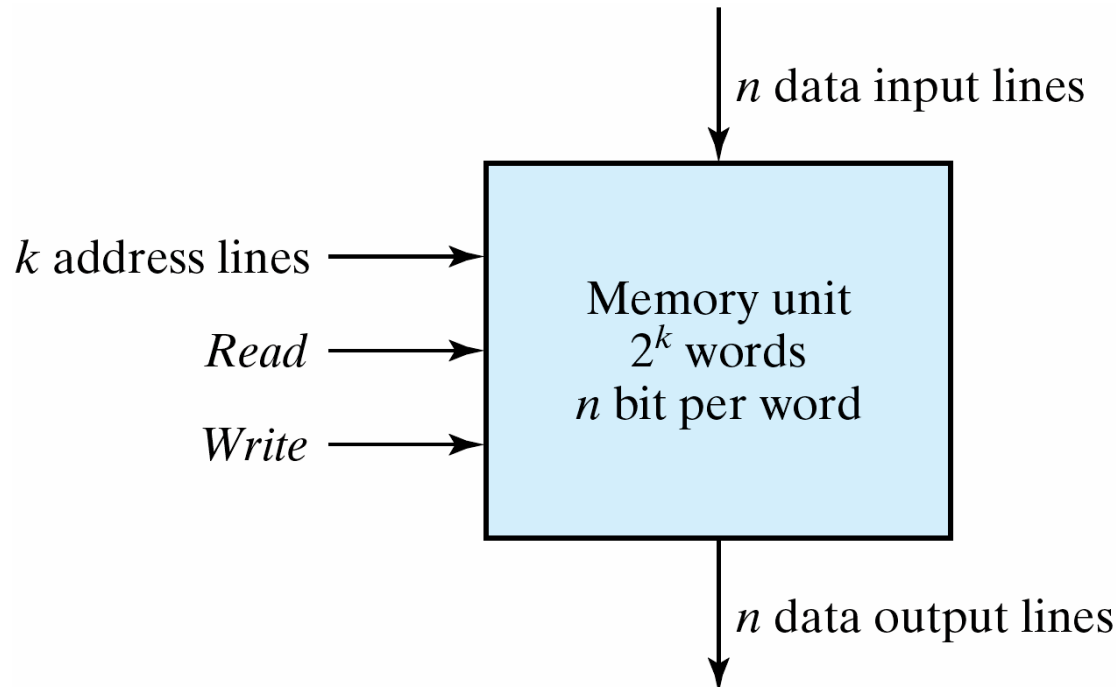 n data input lines
k address lines
Read
Write
Memory unit
2^k words
n bit per word
n data output lines